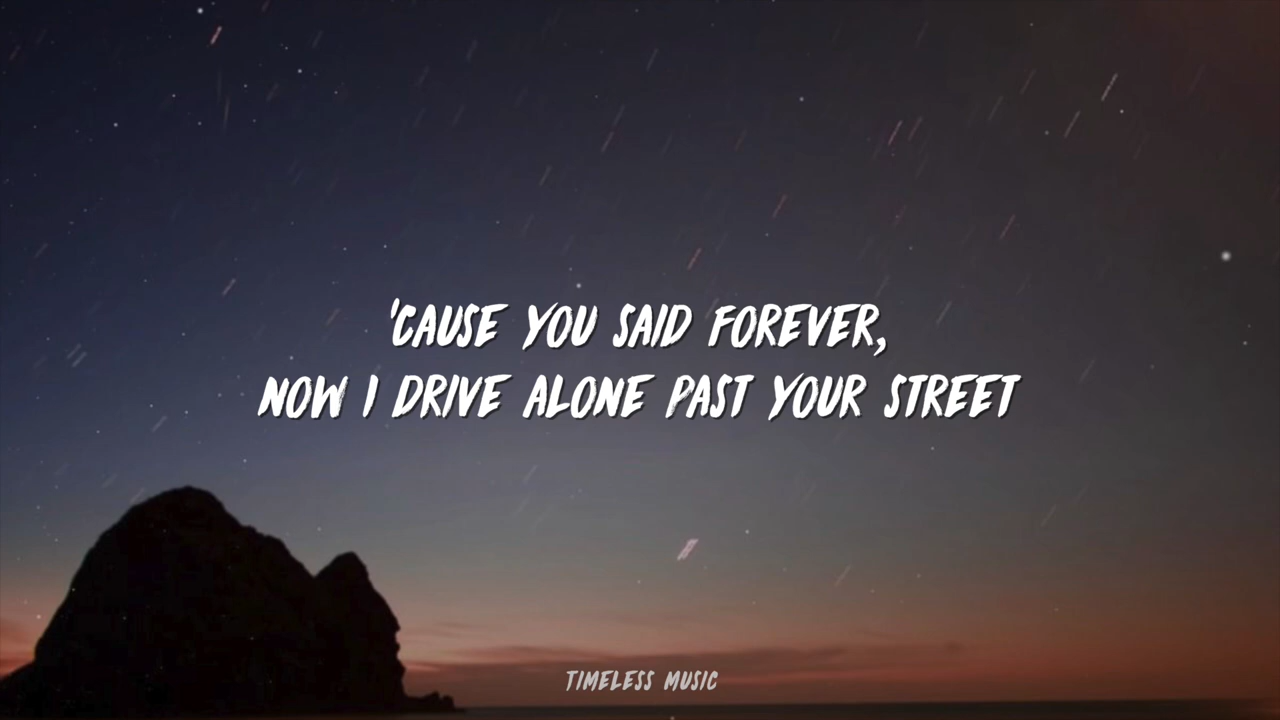 'CAUSE YOU SAID FOREVER,
NOW I DRIVE ALONE PAST YOUR STREET
TIMELESS MUSIC